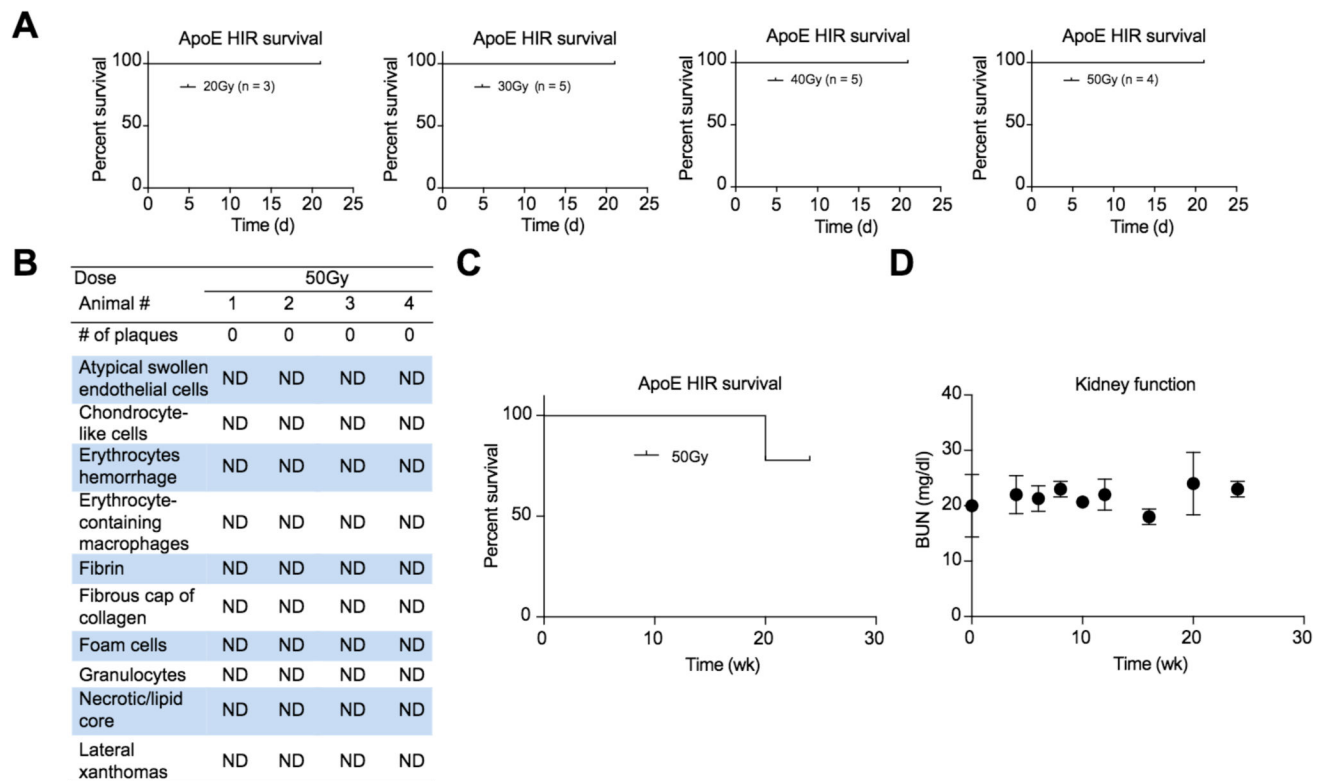 A
ApoE HIR survival
Percent survival
100
50
0
20Gy (n = 3)
0 5 10 15 20 25
Time (d)
ApoE HIR survival
Percent survival
100
50
0
30Gy (n = 5)
0 5 10 15 20 25
Time (d)
ApoE HIR survival
Percent survival
100
50
0
40Gy (n = 5)
0 5 10 15 20 25
Time (d)
ApoE HIR survival
Percent survival
100
50
0
50Gy (n = 4)
0 5 10 15 20 25
Time (d)
B
Dose 50Gy
Animal # 1 2 3 4
# of plaques 0 0 0 0
Atypical swollen
endothelial cells ND ND ND ND
Chondrocyte-
like cells ND ND ND ND
Erythrocytes
hemorrhage ND ND ND ND
Erythrocyte-
containing ND ND ND ND
macrophages
Fibrin ND ND ND ND
Fibrous cap of
collagen ND ND ND ND
Foam cells ND ND ND ND
Granulocytes ND ND ND ND
Necrotic/lipid
core ND ND ND ND
Lateral
xanthomas ND ND ND ND
C
ApoE HIR survival
Percent survival
100
50
0
50Gy
0 10 20 30
Time (wk)
D
Kidney function
BUN (mg/dl)
40
30
20
10
0
0 10 20 30
Time (wk)